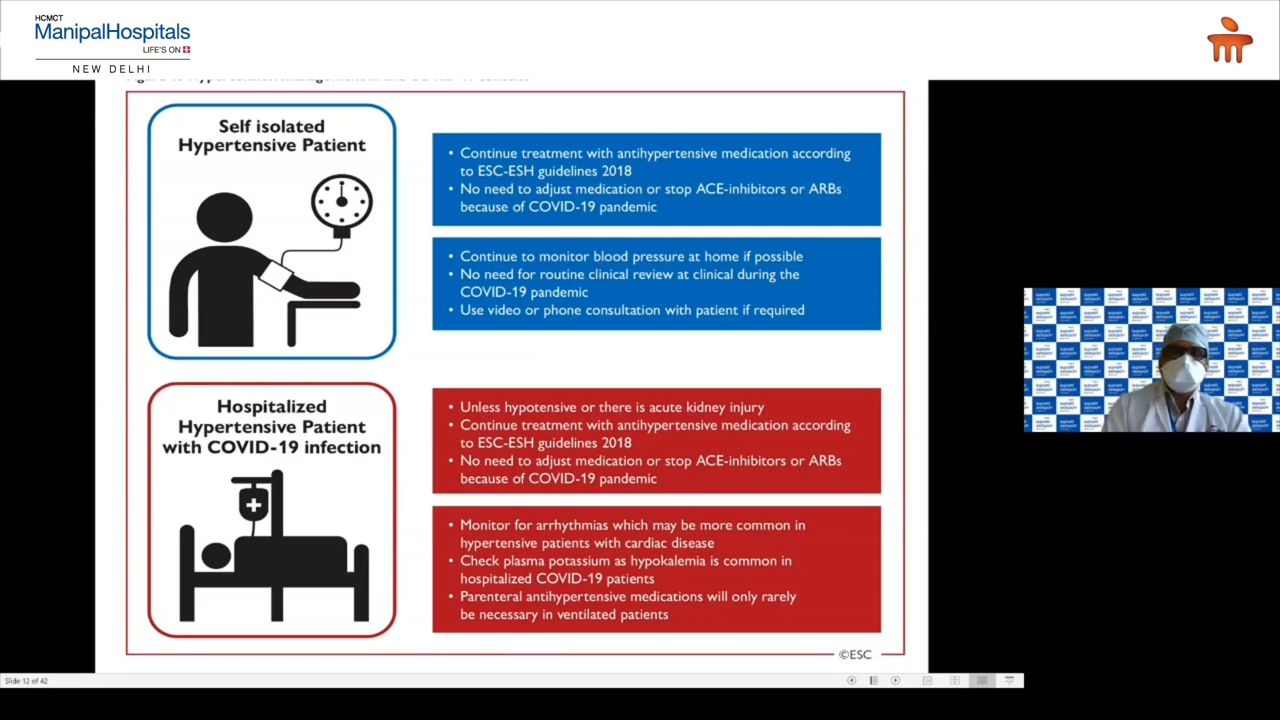 HCMCT
ManipalHospitals
LIFE'S ON
NEW DELHI
Self isolated
Hypertensive Patient
• Continue treatment with antihypertensive medication according
to ESC-ESH guidelines 2018
• No need to adjust medication or stop ACE-inhibitors or ARBs
because of COVID-19 pandemic
• Continue to monitor blood pressure at home if possible
• No need for routine clinical review at clinical during the
COVID-19 pandemic
• Use video or phone consultation with patient if required
Hospitalized
Hypertensive Patient
with COVID-19 infection
• Unless hypotensive or there is acute kidney injury
• Continue treatment with antihypertensive medication according
to ESC-ESH guidelines 2018
• No need to adjust medication or stop ACE-inhibitors or ARBs
because of COVID-19 pandemic
• Monitor for arrhythmias which may be more common in
hypertensive patients with cardiac disease
• Check plasma potassium as hypokalemia is common in
hospitalized COVID-19 patients
• Parenteral antihypertensive medications will only rarely
be necessary in ventilated patients
©ESC
Slide 12 of 42